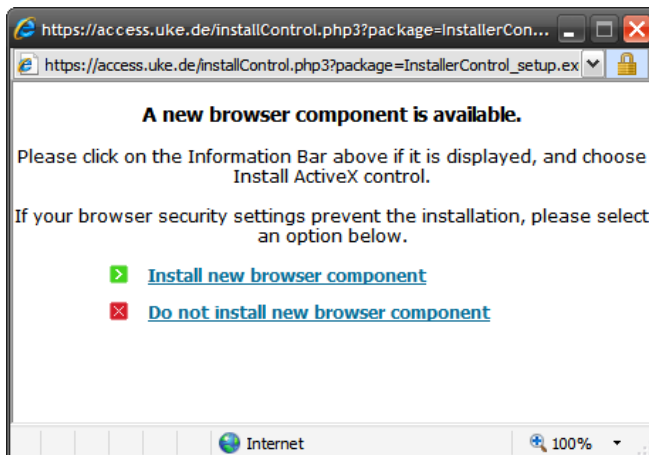 https://access.uke.de/installControl.php3?package=InstallerCon...
https://access.uke.de/installControl.php3?package=InstallerControl_setup.ex
A new browser component is available.
Please click on the Information Bar above if it is displayed, and choose
Install ActiveX control.
If your browser security settings prevent the installation, please select
an option below.
Install new browser component
Do not install new browser component
Internet
100%